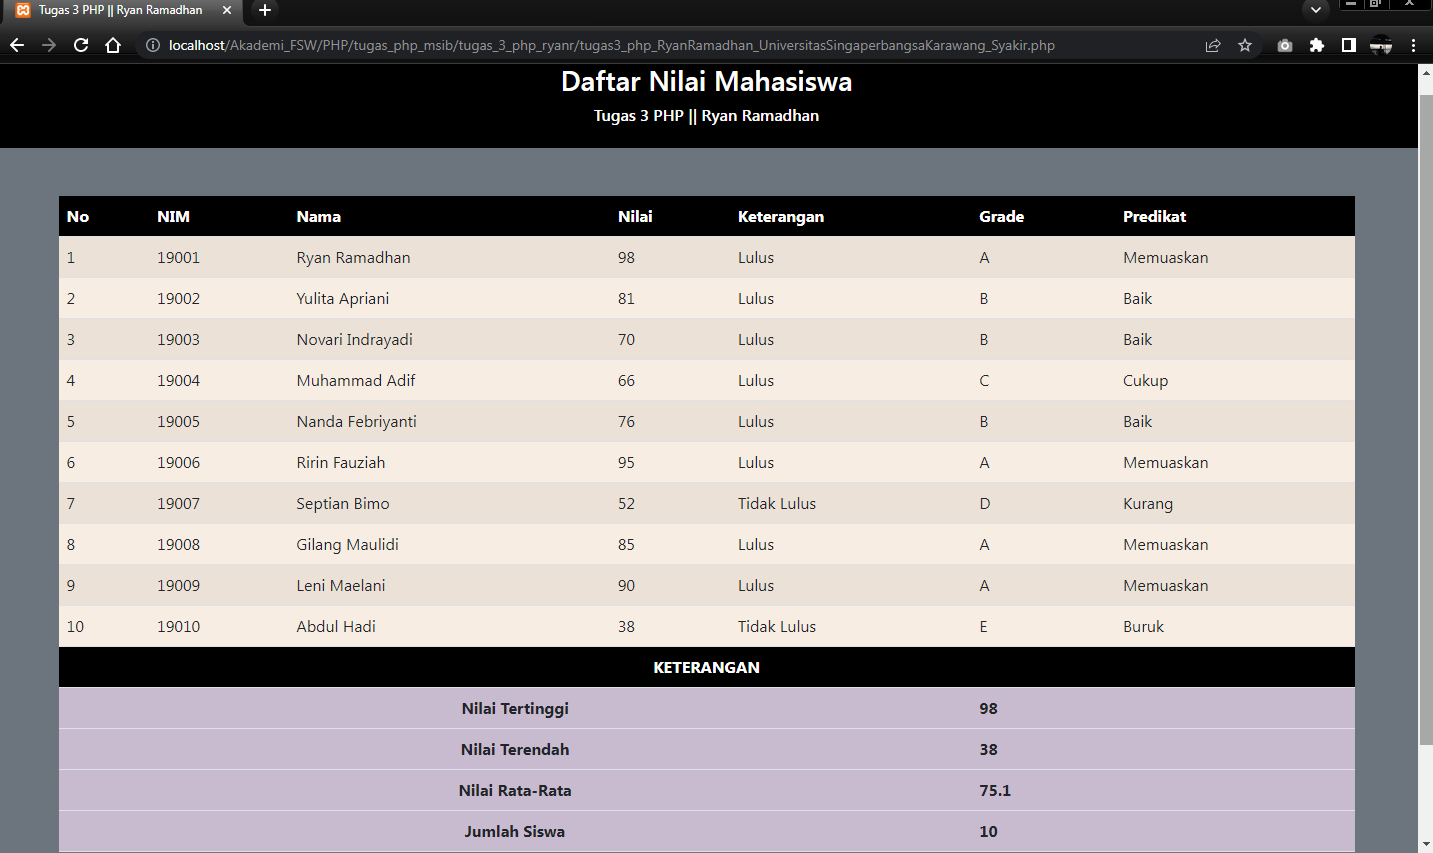 Tugas 3 PHP || Ryan Ramadhan
localhost/Akademi_FSW/PHP/tugas_php_msib/tugas_3_php_ryanr/tugas3_php_RyanRamadhan_UniversitasSingaperbangsaKarawang_Syakir.php
Daftar Nilai Mahasiswa
Tugas 3 PHP || Ryan Ramadhan
No NIM Nama Nilai Keterangan Grade Predikat
1 19001 Ryan Ramadhan 98 Lulus A Memuaskan
2 19002 Yulita Apriani 81 Lulus B Baik
3 19003 Novari Indrayadi 70 Lulus B Baik
4 19004 Muhammad Adif 66 Lulus C Cukup
5 19005 Nanda Febriyanti 76 Lulus B Baik
6 19006 Ririn Fauziah 95 Lulus A Memuaskan
7 19007 Septian Bimo 52 Tidak Lulus D Kurang
8 19008 Gilang Maulidi 85 Lulus A Memuaskan
9 19009 Leni Maelani 90 Lulus A Memuaskan
10 19010 Abdul Hadi 38 Tidak Lulus E Buruk
KETERANGAN
Nilai Tertinggi 98
Nilai Terendah 38
Nilai Rata-Rata 75.1
Jumlah Siswa 10